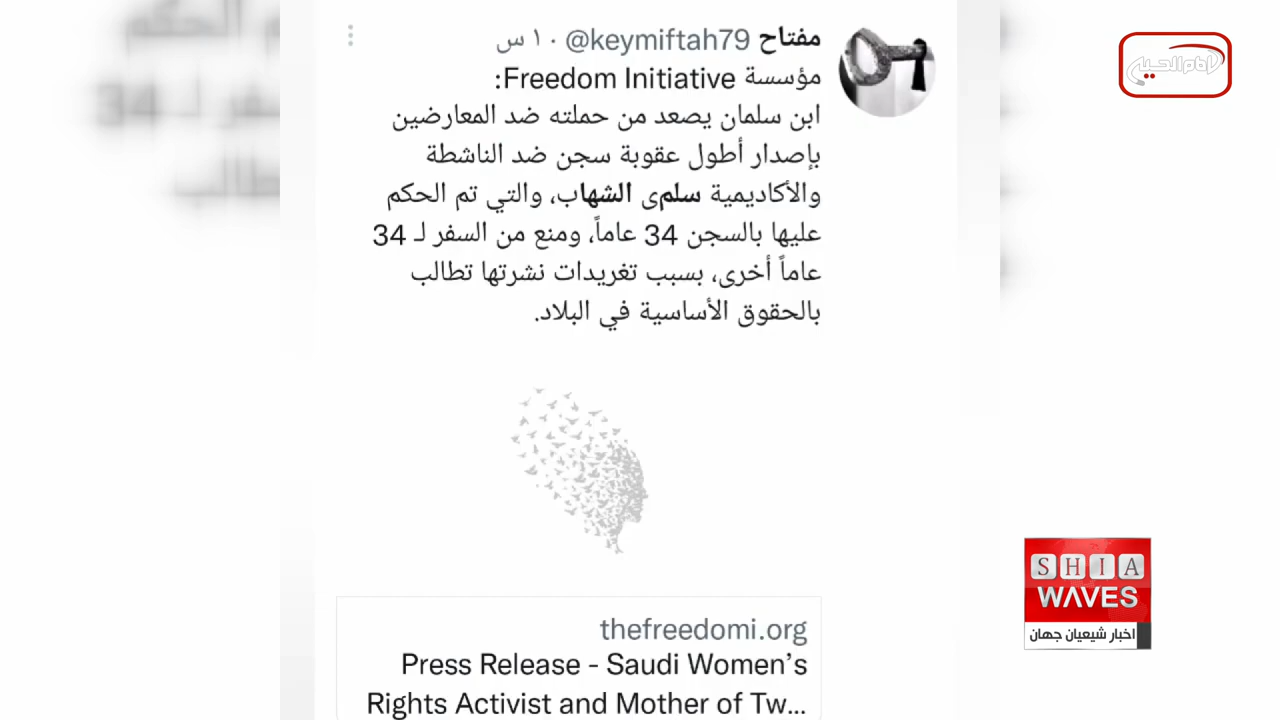 مفتاح @keymiftah79 ١٠ س
مؤسسة Freedom Initiative:
ابن سلمان يصعد من حملته ضد المعارضين
بإصدار أطول عقوبة سجن ضد الناشطة
والأكاديمية سلمى الشهاب، والتي تم الحكم
عليها بالسجن 34 عاماً، ومنع من السفر لـ 34
عاماً أخرى، بسبب تغريدات نشرتها تطالب
بالحقوق الأساسية في البلاد.
thefreedomi.org
Press Release - Saudi Women’s
Rights Activist and Mother of Tw...
SHIA
WAVES
اخبار شیعیان جهان